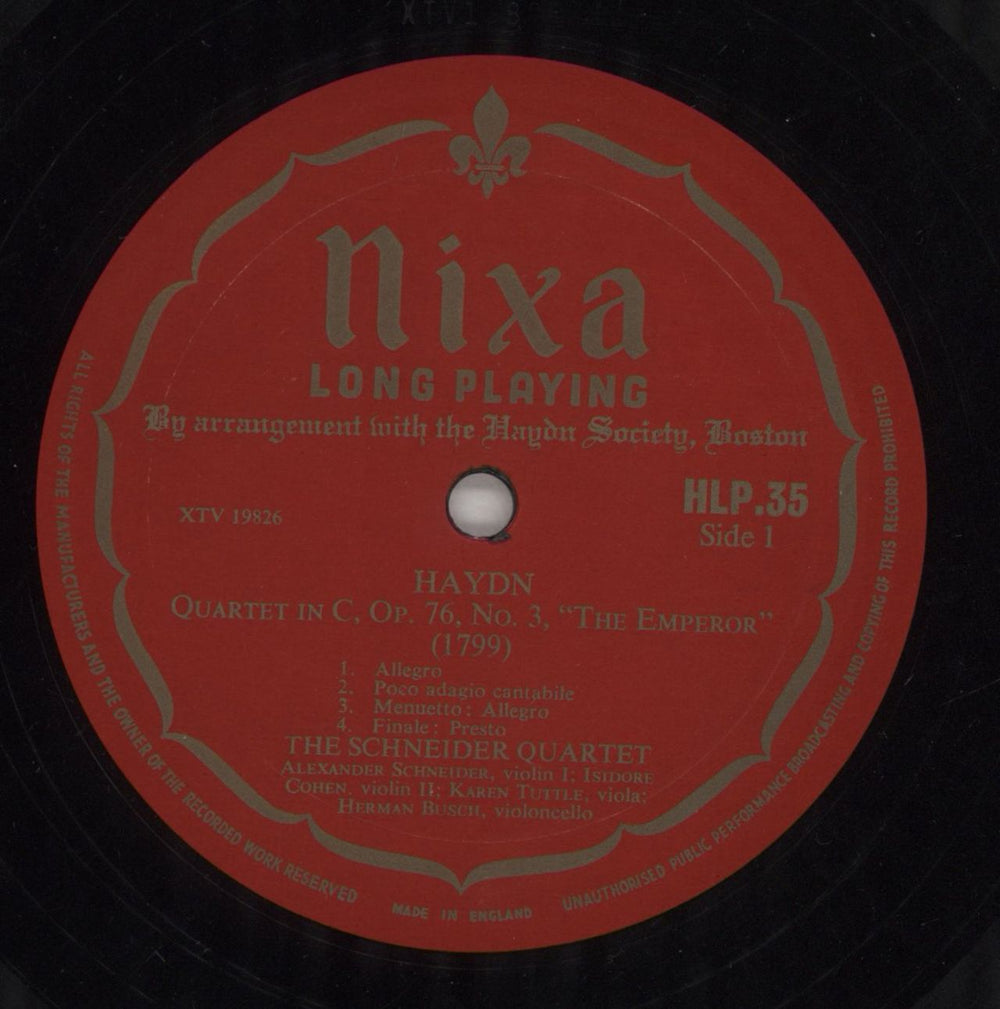 nixa
LONG PLAYING
By arrangement with the Haydn Society, Boston
XTV 19826
HLP.35
Side 1
HAYDN
QUARTET IN C, OP. 76, NO. 3, “THE EMPEROR”
(1799)
1. Allegro
2. Poco adagio cantabile
3. Menuetto: Allegro
4. Finale: Presto
THE SCHNEIDER QUARTET
ALEXANDER SCHNEIDER, violin I; ISIDORE
COHEN, violin II; KAREN TUTTLE, viola;
HERMAN BUSCH, violoncello
ALL RIGHTS OF THE MANUFACTURERS AND THE OWNER OF THE RECORDED WORK RESERVED
MADE IN ENGLAND
UNAUTHORISED PUBLIC PERFORMANCE BROADCASTING AND COPYING OF THIS RECORD PROHIBITED